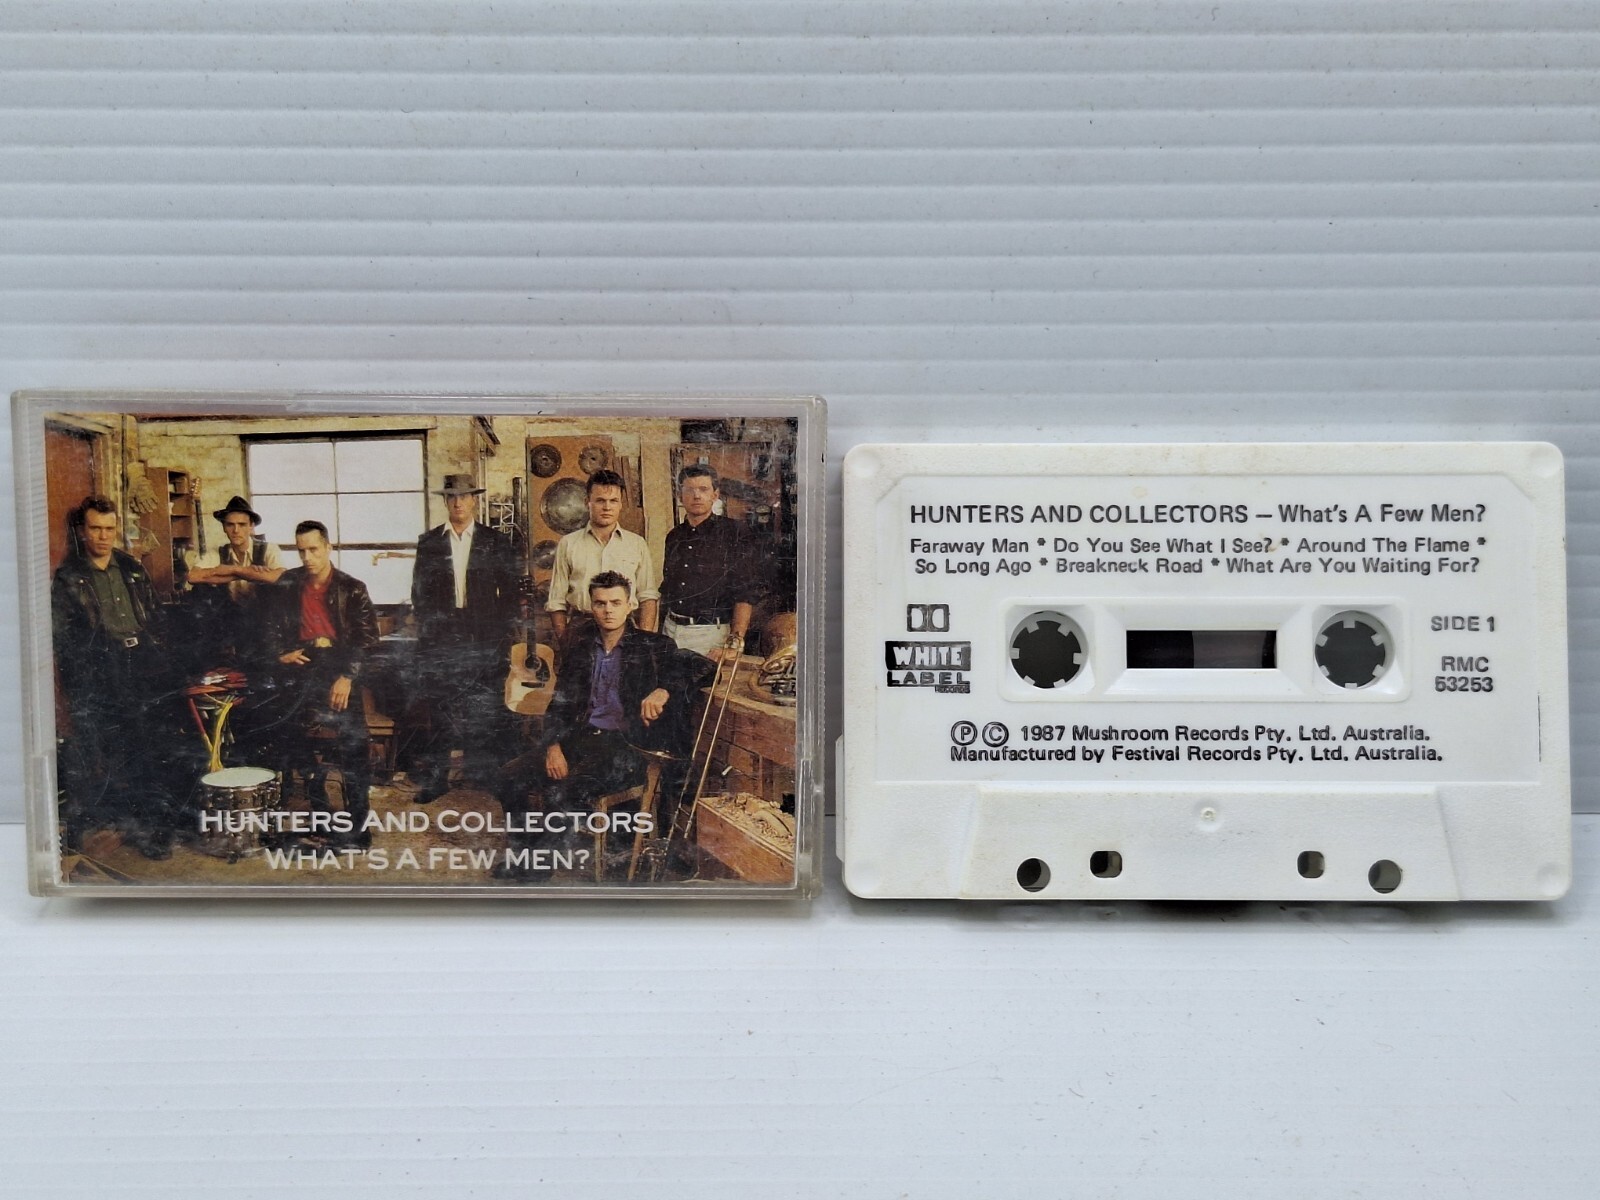 HUNTERS AND COLLECTORS
WHAT'S A FEW MEN?
HUNTERS AND COLLECTORS – What's A Few Men?
Faraway Man * Do You See What I See? * Around The Flame *
So Long Ago * Breakneck Road * What Are You Waiting For?
WHITE
LABEL
RECORDS
SIDE 1
RMC
53253
Ⓟ © 1987 Mushroom Records Pty. Ltd. Australia.
Manufactured by Festival Records Pty. Ltd. Australia.